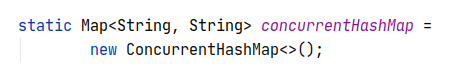 static Map<String, String> concurrentHashMap =
new ConcurrentHashMap<>();